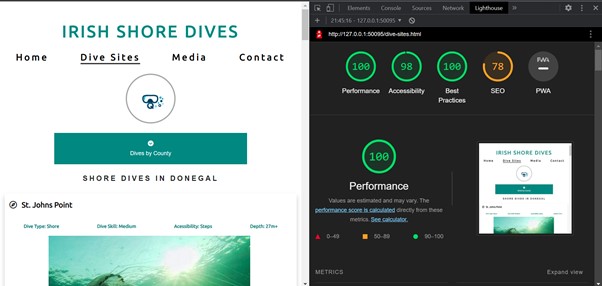 IRISH SHORE DIVES
Home Dive Sites Media Contact
Dives by County
SHORE DIVES IN DONEGAL
St. Johns Point
Dive Type: Shore Dive Skill: Medium Acessibility: Steps Depth: 27m+
Elements Console Sources Network Lighthouse »
21:45:16 - 127.0.0.1:50095
http://127.0.0.1:50095/dive-sites.html
100 98 100 78 PWA
Performance Accessibility Best Practices SEO PWA
100
Performance
Values are estimated and may vary. The
performance score is calculated directly from these
metrics. See calculator.
0–49 50–89 90–100
IRISH SHORE DIVES
Home Dive Sites Media Contact
SHORE DIVES IN DONEGAL
St. Johns Point
METRICS Expand view